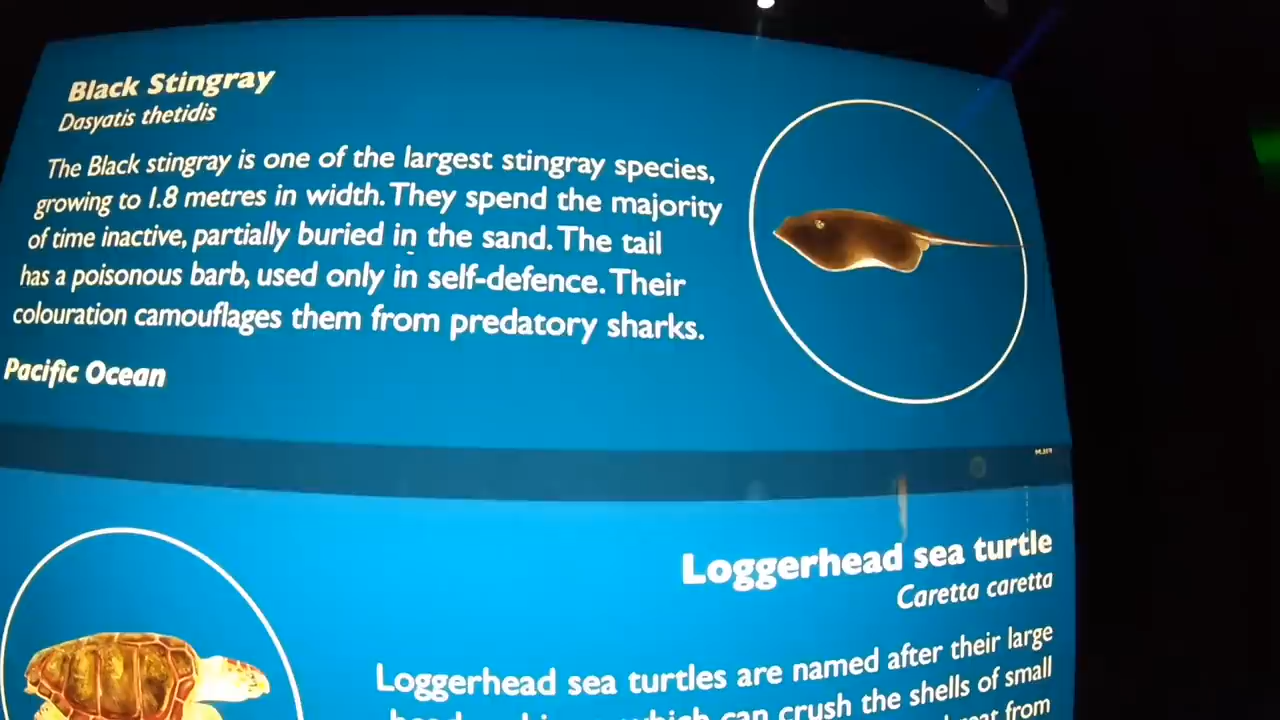 Black Stingray
Dasyatis thetidis
The Black stingray is one of the largest stingray species,
growing to 1.8 metres in width. They spend the majority
of time inactive, partially buried in the sand. The tail
has a poisonous barb, used only in self-defence. Their
colouration camouflages them from predatory sharks.
Pacific Ocean
Loggerhead sea turtle
Caretta caretta
Loggerhead sea turtles are named after their large
which can crush the shells of small
from